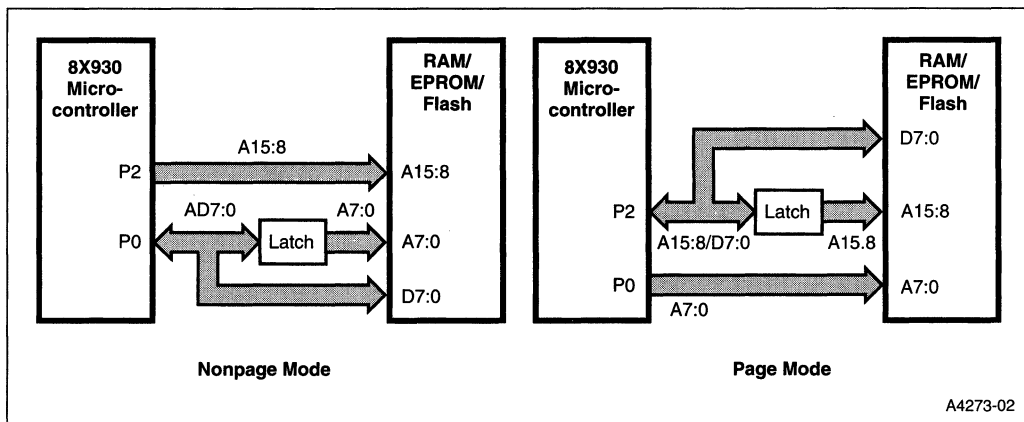 8X930
Micro-
controller
RAM/
EPROM/
Flash
A15:8
P2
A15:8
AD7:0
A7:0
P0
Latch
A7:0
D7:0
Nonpage Mode
8X930
Micro-
controller
RAM/
EPROM/
Flash
D7:0
P2
Latch
A15:8
A15:8/D7:0
A15.8
P0
A7:0
A7:0
Page Mode
A4273-02